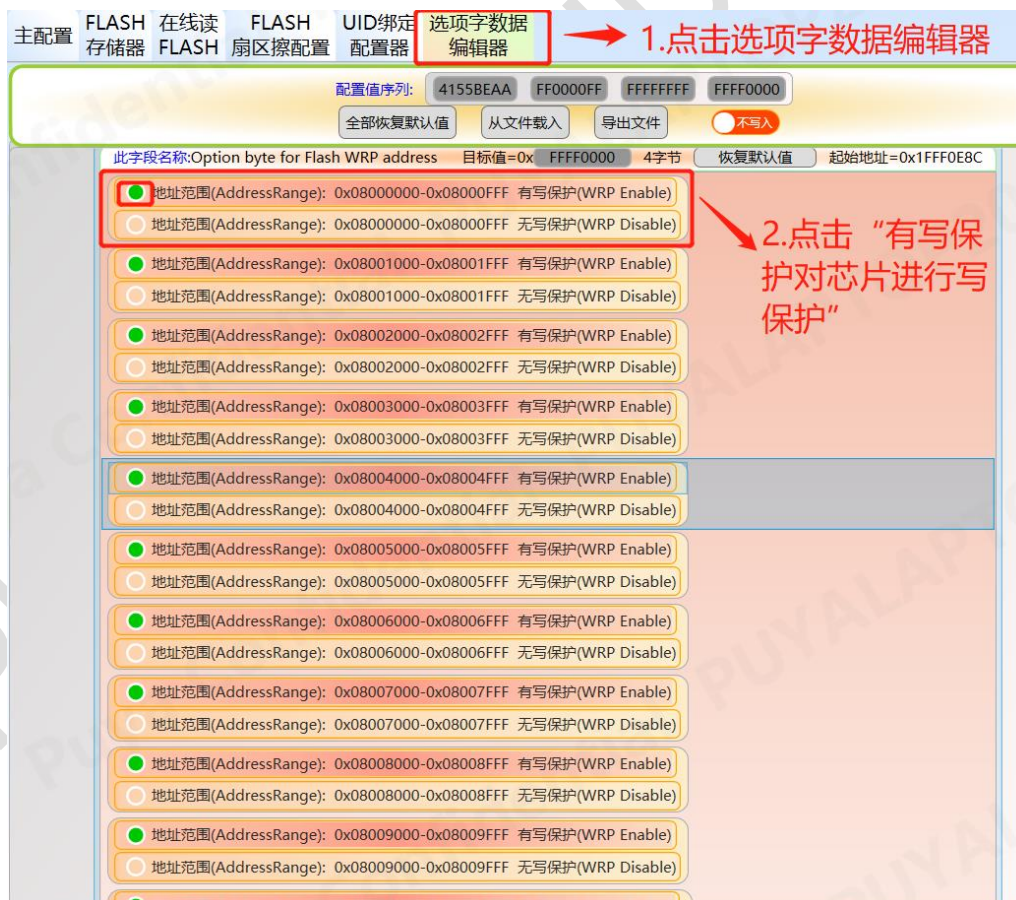 主配置 FLASH存储器 在线读FLASH FLASH扇区擦配置 UID绑定配置器 选项字数据编辑器
1.点击选项字数据编辑器
配置值序列: 4155BEAA FF0000FF FFFFFFFF FFFF0000
全部恢复默认值 从文件载入 导出文件 不写入
此字段名称:Option byte for Flash WRP address 目标值=0x FFFF0000 4字节 恢复默认值 起始地址=0x1FFF0E8C
地址范围(AddressRange): 0x08000000-0x08000FFF 有写保护(WRP Enable)
地址范围(AddressRange): 0x08000000-0x08000FFF 无写保护(WRP Disable)
2.点击“有写保
护对芯片进行写
保护”
地址范围(AddressRange): 0x08001000-0x08001FFF 有写保护(WRP Enable)
地址范围(AddressRange): 0x08001000-0x08001FFF 无写保护(WRP Disable)
地址范围(AddressRange): 0x08002000-0x08002FFF 有写保护(WRP Enable)
地址范围(AddressRange): 0x08002000-0x08002FFF 无写保护(WRP Disable)
地址范围(AddressRange): 0x08003000-0x08003FFF 有写保护(WRP Enable)
地址范围(AddressRange): 0x08003000-0x08003FFF 无写保护(WRP Disable)
地址范围(AddressRange): 0x08004000-0x08004FFF 有写保护(WRP Enable)
地址范围(AddressRange): 0x08004000-0x08004FFF 无写保护(WRP Disable)
地址范围(AddressRange): 0x08005000-0x08005FFF 有写保护(WRP Enable)
地址范围(AddressRange): 0x08005000-0x08005FFF 无写保护(WRP Disable)
地址范围(AddressRange): 0x08006000-0x08006FFF 有写保护(WRP Enable)
地址范围(AddressRange): 0x08006000-0x08006FFF 无写保护(WRP Disable)
地址范围(AddressRange): 0x08007000-0x08007FFF 有写保护(WRP Enable)
地址范围(AddressRange): 0x08007000-0x08007FFF 无写保护(WRP Disable)
地址范围(AddressRange): 0x08008000-0x08008FFF 有写保护(WRP Enable)
地址范围(AddressRange): 0x08008000-0x08008FFF 无写保护(WRP Disable)
地址范围(AddressRange): 0x08009000-0x08009FFF 有写保护(WRP Enable)
地址范围(AddressRange): 0x08009000-0x08009FFF 无写保护(WRP Disable)